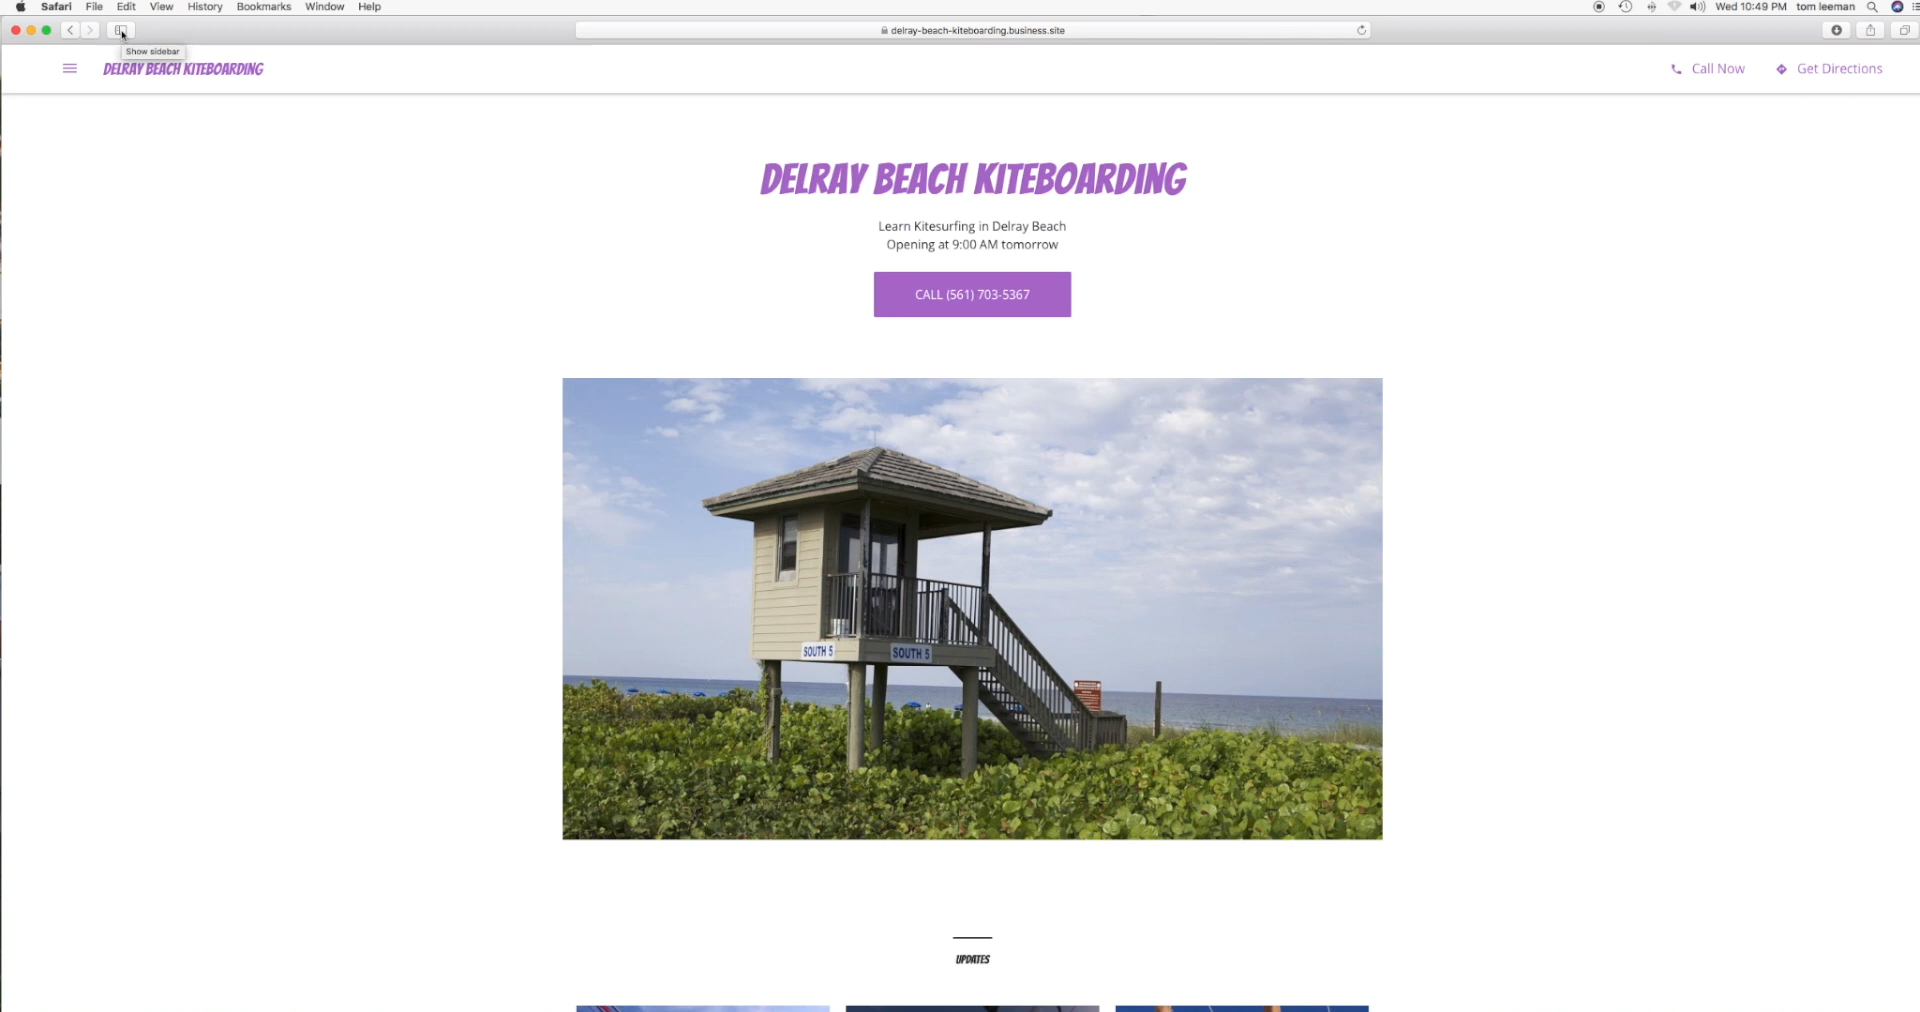 Safari File Edit View History Bookmarks Window Help Wed 10:49 PM tom leeman
delray-beach-kiteboarding.business.site
Show sidebar
DELRAY BEACH KITEBOARDING Call Now Get Directions
DELRAY BEACH KITEBOARDING
Learn Kitesurfing in Delray Beach
Opening at 9:00 AM tomorrow
CALL (561) 703-5367
SOUTH 5 SOUTH 5
UPDATES